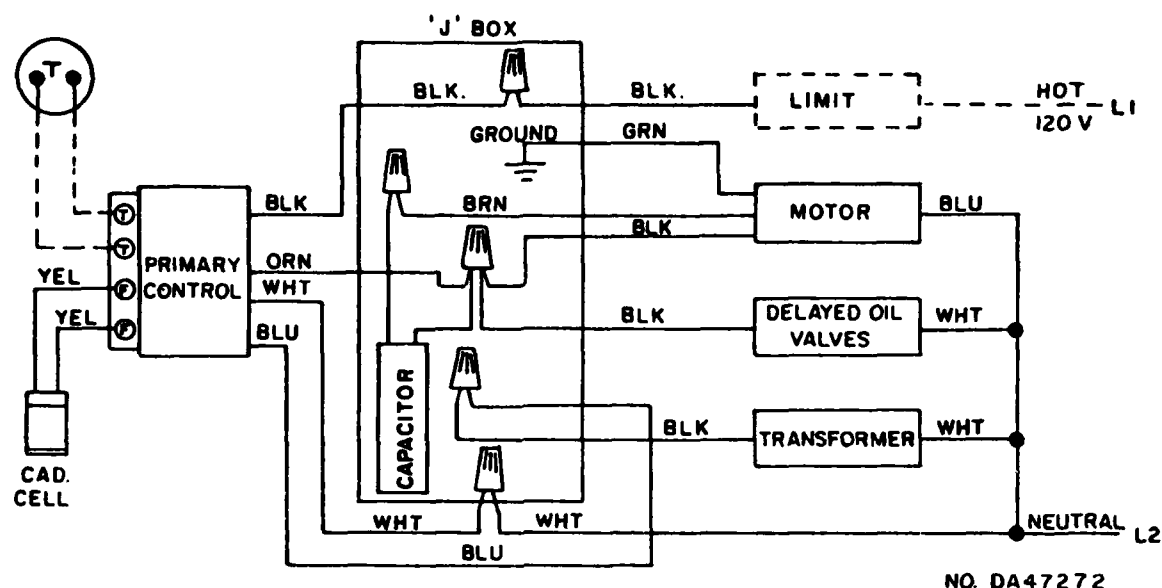 'J' BOX
T
BLK.
BLK.
LIMIT
HOT
120 V
L1
GROUND
GRN
BLK
BRN
BLK
MOTOR
BLU
T
T
F
F
PRIMARY
CONTROL
ORN
WHT
BLU
YEL
YEL
CAD.
CELL
CAPACITOR
BLK
DELAYED OIL
VALVES
WHT
BLK
TRANSFORMER
WHT
WHT
WHT
BLU
NEUTRAL
L2
NO. DA47272